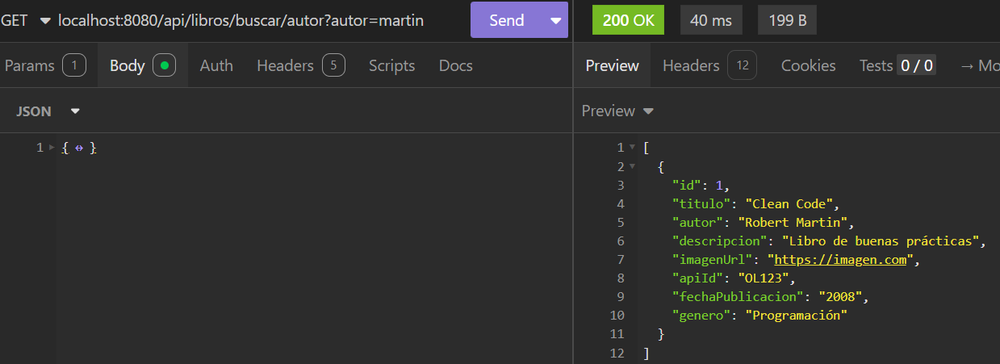 GET localhost:8080/api/libros/buscar/autor?autor=martin Send 200 OK 40 ms 199 B
Params 1 Body Auth Headers 5 Scripts Docs
Preview Headers 12 Cookies Tests 0 / 0 → Mo
JSON
Preview
1 { ↔ }
1 [
2 {
3 "id": 1,
4 "titulo": "Clean Code",
5 "autor": "Robert Martin",
6 "descripcion": "Libro de buenas prácticas",
7 "imagenUrl": "https://imagen.com",
8 "apiId": "OL123",
9 "fechaPublicacion": "2008",
10 "genero": "Programación"
11 }
12 ]